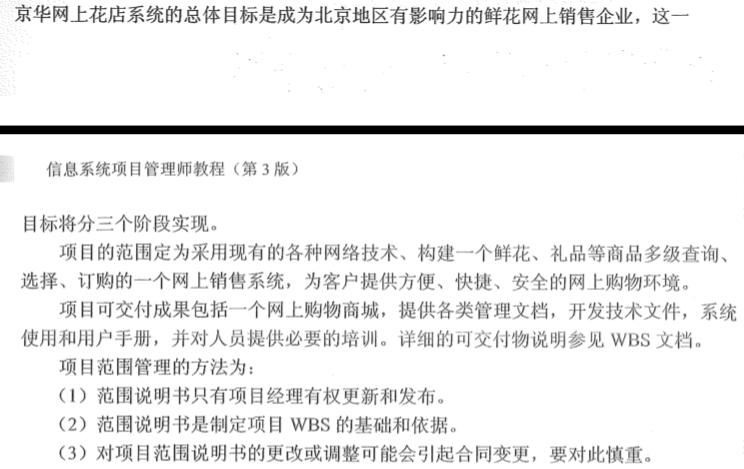 京华网上花店系统的总体目标是成为北京地区有影响力的鲜花网上销售企业，这一
信息系统项目管理师教程（第 3 版）
目标将分三个阶段实现。
项目的范围定为采用现有的各种网络技术、构建一个鲜花、礼品等商品多级查询、
选择、订购的一个网上销售系统，为客户提供方便、快捷、安全的网上购物环境。
项目可交付成果包括一个网上购物商城，提供各类管理文档，开发技术文件，系统
使用和用户手册，并对人员提供必要的培训。详细的可交付物说明参见 WBS 文档。
项目范围管理的方法为：
（1）范围说明书只有项目经理有权更新和发布。
（2）范围说明书是制定项目 WBS 的基础和依据。
（3）对项目范围说明书的更改或调整可能会引起合同变更，要对此慎重。